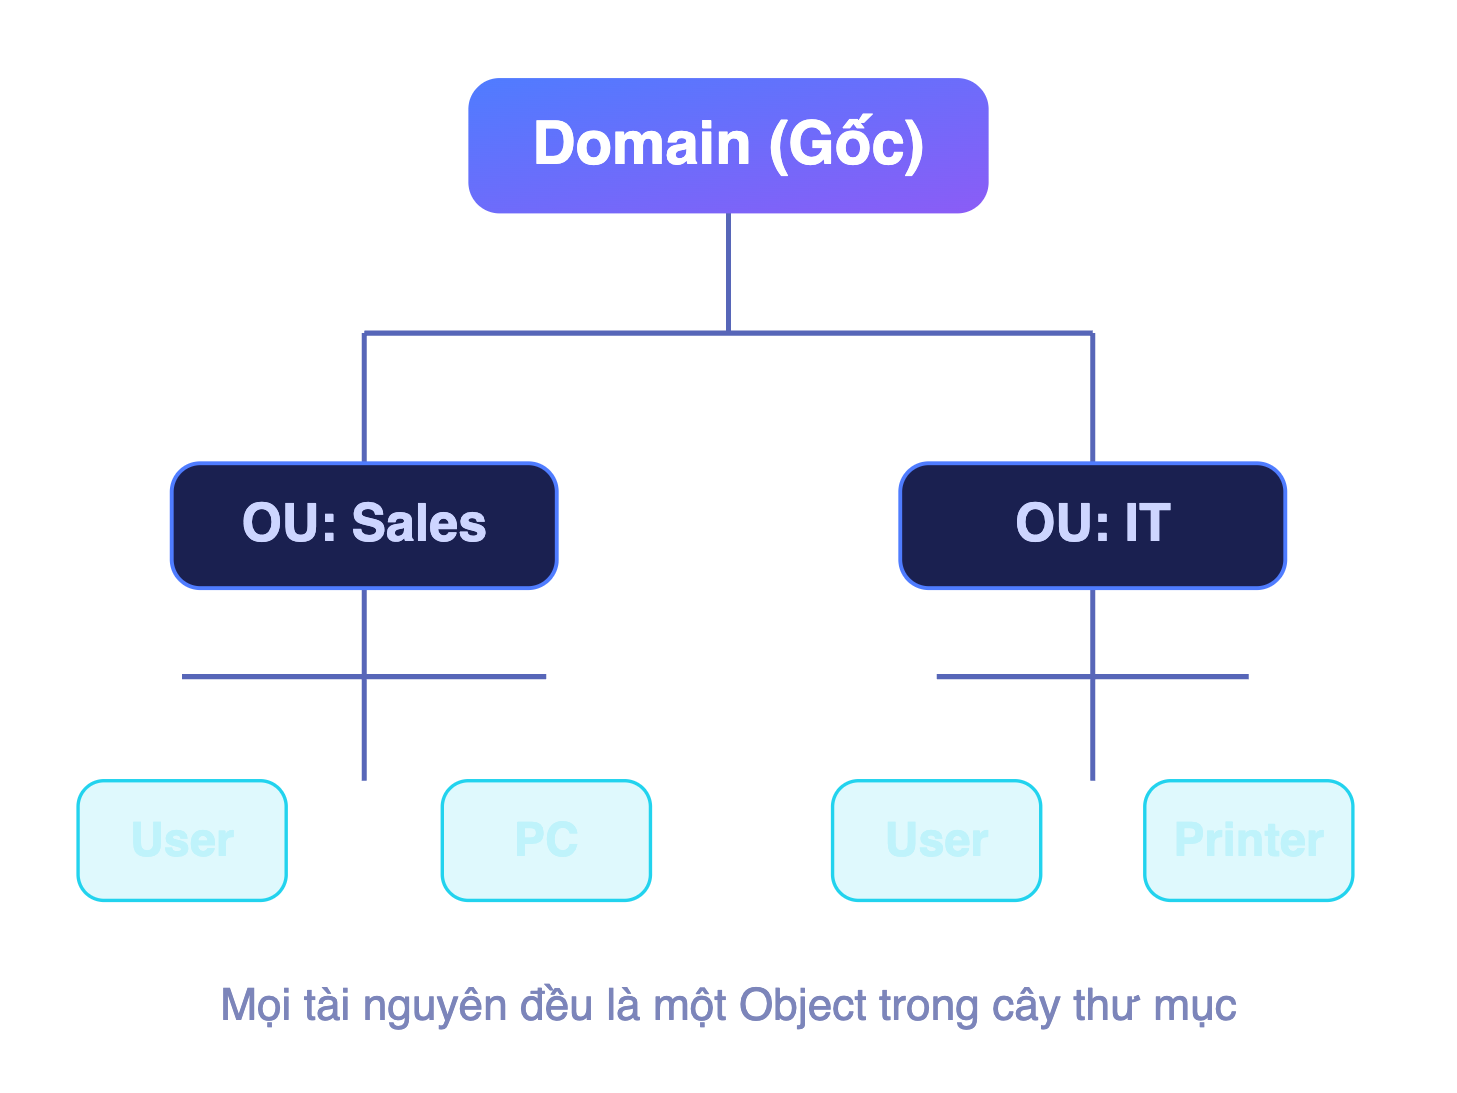 Domain (Gốc)
OU: Sales
OU: IT
User
PC
User
Printer
Mọi tài nguyên đều là một Object trong cây thư mục